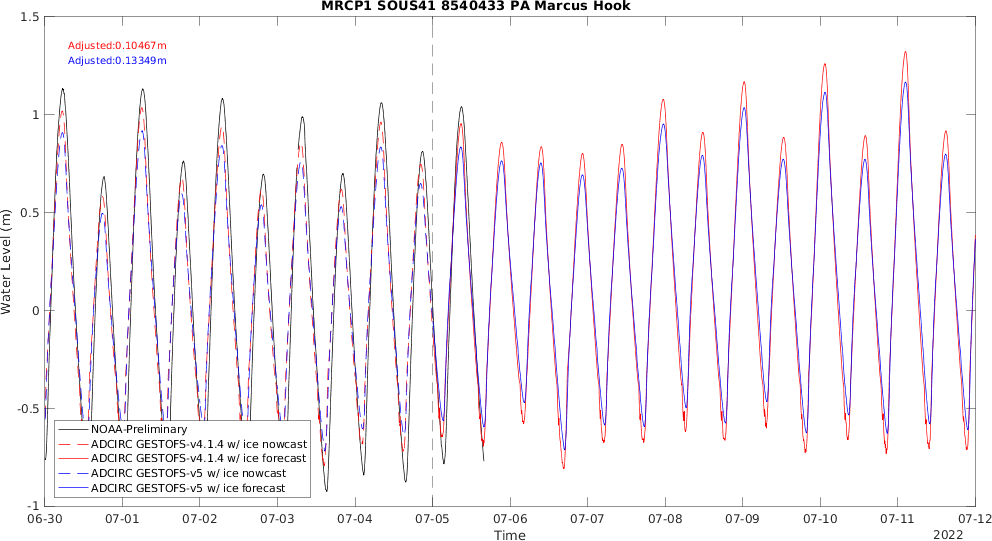 MRCP1 SOUS41 8540433 PA Marcus Hook
Adjusted:0.10467m
Adjusted:0.13349m
1.5
1
0.5
0
-0.5
-1
Water Level (m)
NOAA-Preliminary
ADCIRC GESTOFS-v4.1.4 w/ ice nowcast
ADCIRC GESTOFS-v4.1.4 w/ ice forecast
ADCIRC GESTOFS-v5 w/ ice nowcast
ADCIRC GESTOFS-v5 w/ ice forecast
06-30 07-01 07-02 07-03 07-04 07-05 07-06 07-07 07-08 07-09 07-10 07-11 07-12
Time
2022